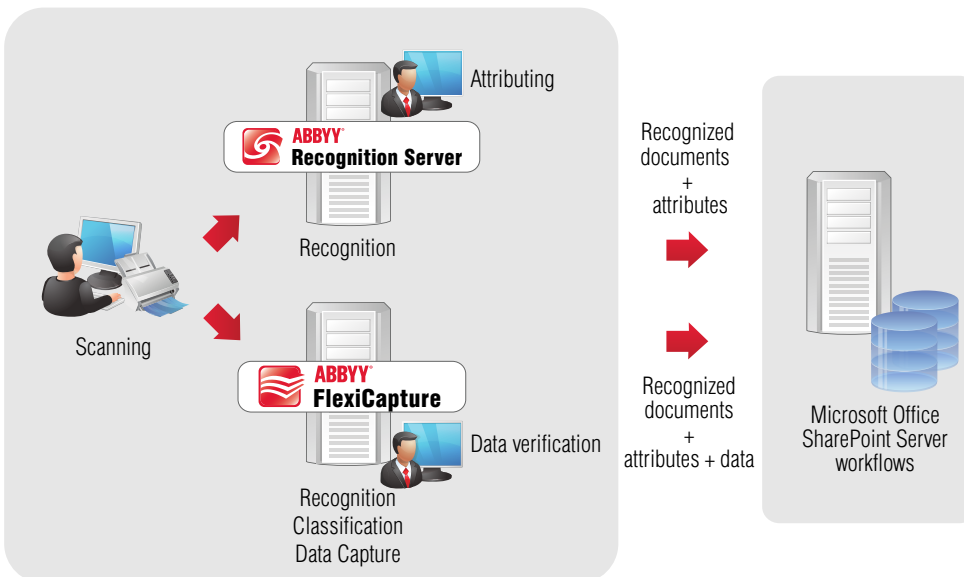 Attributing
ABBYY®
Recognition Server
Recognition
Scanning
ABBYY®
FlexiCapture
Data verification
Recognition
Classification
Data Capture
Recognized
documents
+
attributes
Recognized
documents
+
attributes + data
Microsoft Office
SharePoint Server
workflows